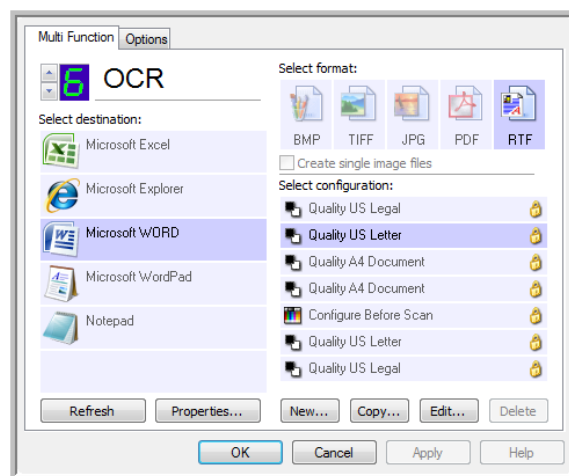 Multi Function Options
6 OCR
Select destination:
Microsoft Excel
Microsoft Explorer
Microsoft WORD
Microsoft WordPad
Notepad
Refresh Properties...
Select format:
BMP TIFF JPG PDF RTF
Create single image files
Select configuration:
Quality US Legal
Quality US Letter
Quality A4 Document
Quality A4 Document
Configure Before Scan
Quality US Letter
Quality US Legal
New... Copy... Edit... Delete
OK Cancel Apply Help